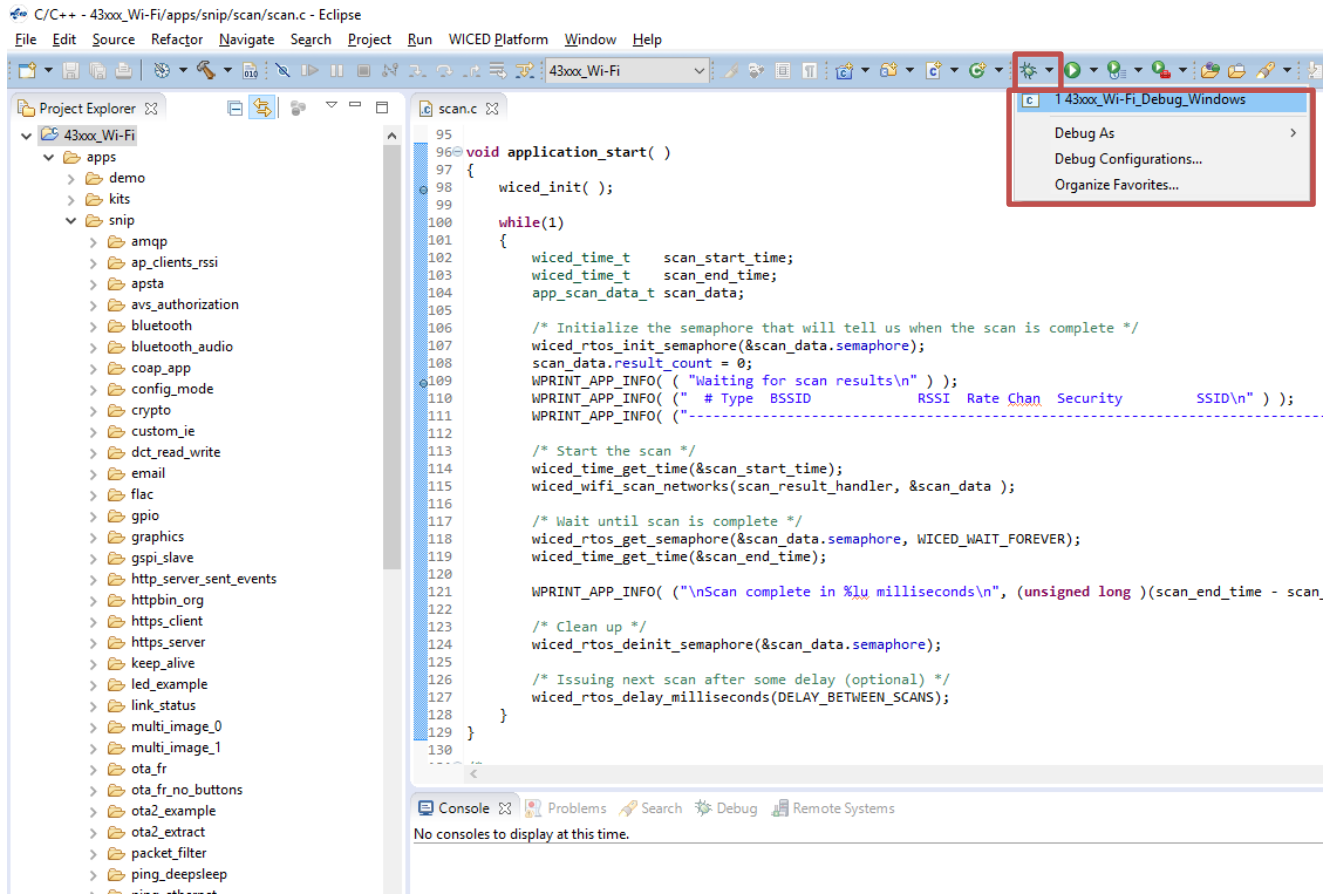 C/C++ - 43xxx_Wi-Fi/apps/snip/scan/scan.c - Eclipse
File Edit Source Refactor Navigate Search Project Run WICED Platform Window Help
43xxx_Wi-Fi
1 43xxx_Wi-Fi_Debug_Windows
Debug As
Debug Configurations...
Organize Favorites...
Project Explorer
43xxx_Wi-Fi
apps
demo
kits
snip
amqp
ap_clients_rssi
apsta
avs_authorization
bluetooth
bluetooth_audio
coap_app
config_mode
crypto
custom_ie
dct_read_write
email
flac
gpio
graphics
gspi_slave
http_server_sent_events
httpbin_org
https_client
https_server
keep_alive
led_example
link_status
multi_image_0
multi_image_1
ota_fr
ota_fr_no_buttons
ota2_example
ota2_extract
packet_filter
ping_deepsleep
scan.c
95
96 void application_start( )
97 {
98     wiced_init( );
99
100     while(1)
101     {
102         wiced_time_t    scan_start_time;
103         wiced_time_t    scan_end_time;
104         app_scan_data_t scan_data;
105
106         /* Initialize the semaphore that will tell us when the scan is complete */
107         wiced_rtos_init_semaphore(&scan_data.semaphore);
108         scan_data.result_count = 0;
109         WPRINT_APP_INFO( ( "Waiting for scan results\n" ) );
110         WPRINT_APP_INFO( ("  # Type  BSSID             RSSI  Rate Chan  Security         SSID\n" ) );
111         WPRINT_APP_INFO( ("----------------------------------------------------------------------------------
112
113         /* Start the scan */
114         wiced_time_get_time(&scan_start_time);
115         wiced_wifi_scan_networks(scan_result_handler, &scan_data );
116
117         /* Wait until scan is complete */
118         wiced_rtos_get_semaphore(&scan_data.semaphore, WICED_WAIT_FOREVER);
119         wiced_time_get_time(&scan_end_time);
120
121         WPRINT_APP_INFO( ("\nScan complete in %lu milliseconds\n", (unsigned long )(scan_end_time - scan_
122
123         /* Clean up */
124         wiced_rtos_deinit_semaphore(&scan_data.semaphore);
125
126         /* Issuing next scan after some delay (optional) */
127         wiced_rtos_delay_milliseconds(DELAY_BETWEEN_SCANS);
128     }
129 }
130
Console Problems Search Debug Remote Systems
No consoles to display at this time.